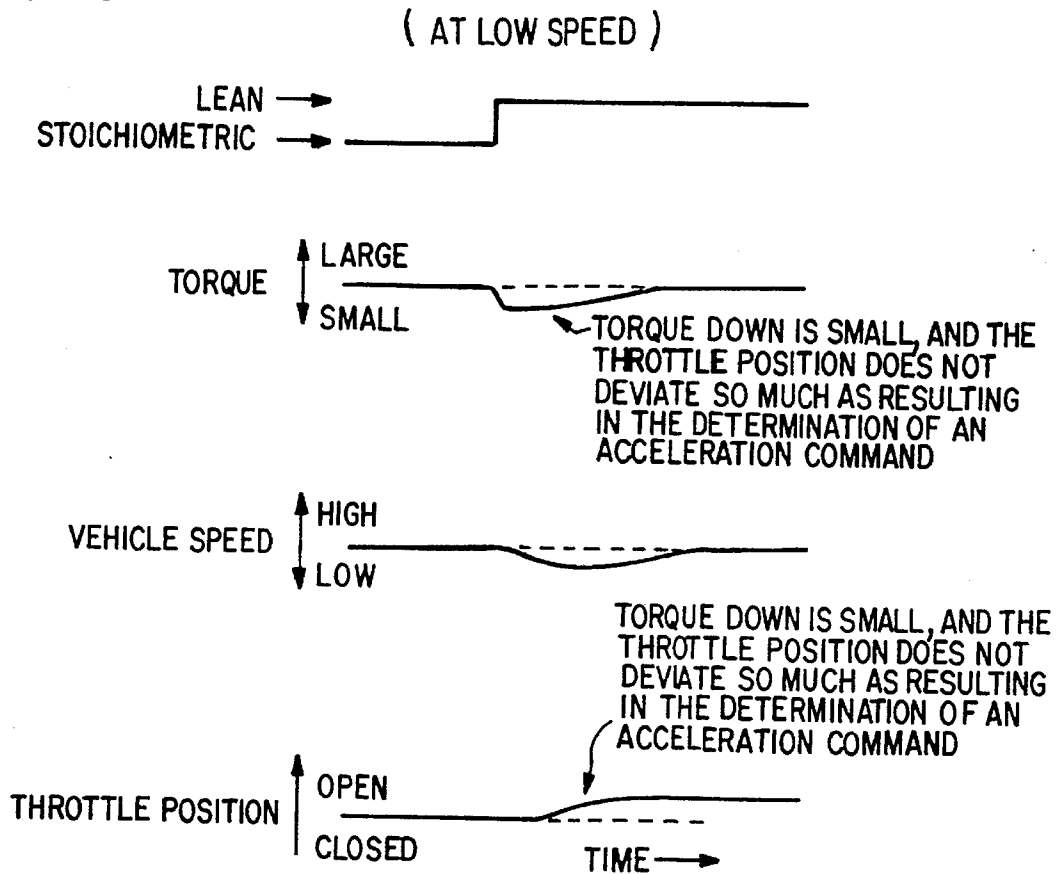 ( AT LOW SPEED )
LEAN
STOICHIOMETRIC
TORQUE
LARGE
SMALL
TORQUE DOWN IS SMALL, AND THE
THROTTLE POSITION DOES NOT
DEVIATE SO MUCH AS RESULTING
IN THE DETERMINATION OF AN
ACCELERATION COMMAND
VEHICLE SPEED
HIGH
LOW
TORQUE DOWN IS SMALL, AND THE
THROTTLE POSITION DOES NOT
DEVIATE SO MUCH AS RESULTING
IN THE DETERMINATION OF AN
ACCELERATION COMMAND
THROTTLE POSITION
OPEN
CLOSED
TIME